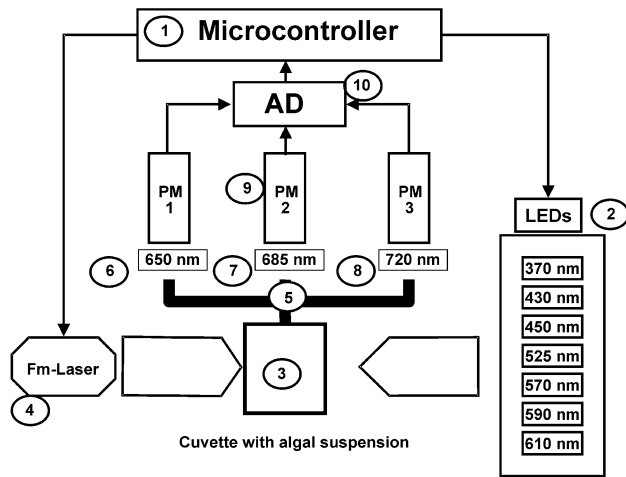 1 Microcontroller
10
AD
PM 1
9
PM 2
PM 3
LEDs 2
6 650 nm 7 685 nm 8 720 nm
5
370 nm
430 nm
450 nm
525 nm
570 nm
590 nm
610 nm
Fm-Laser
3
4
Cuvette with algal suspension